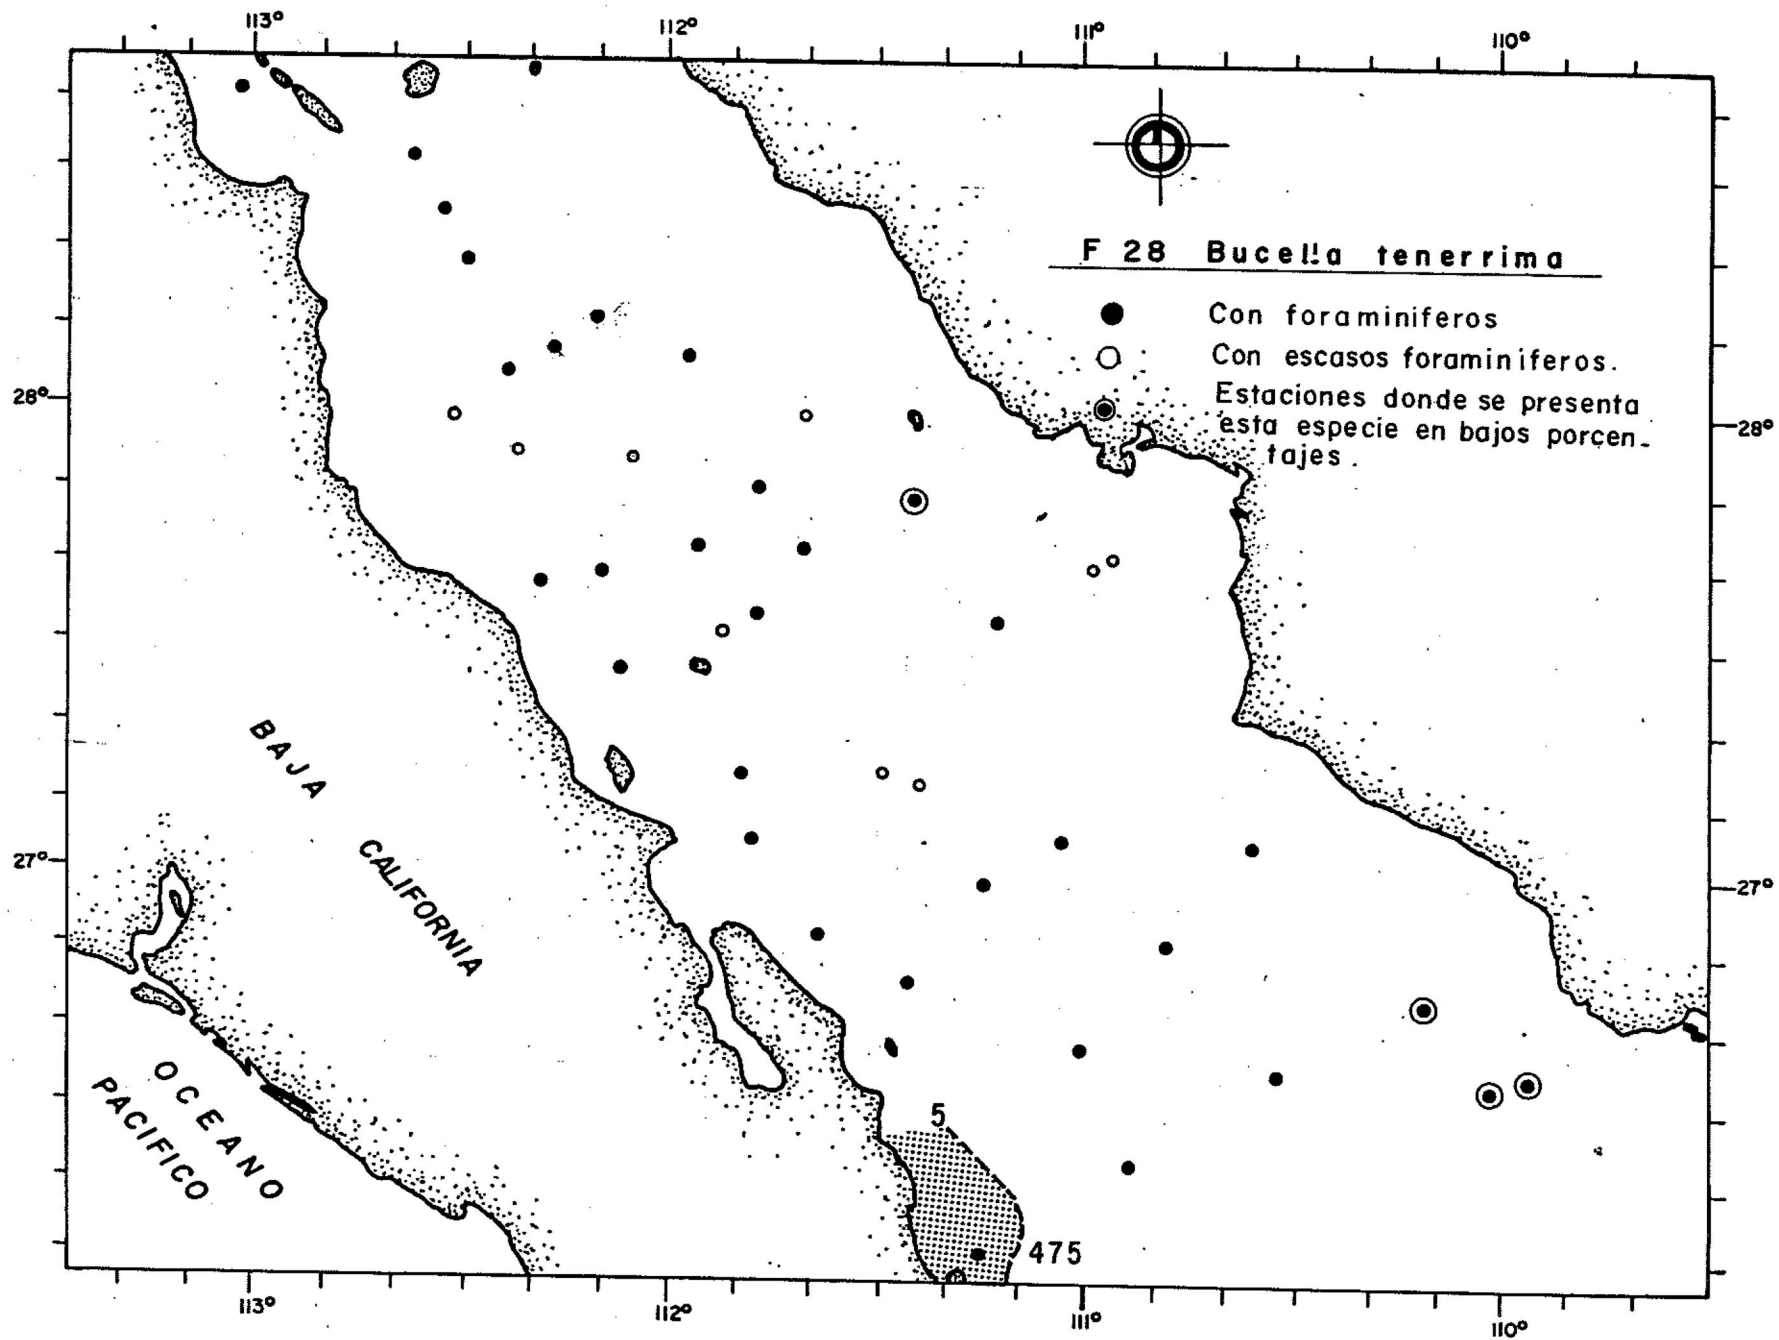 113° 112° 111° 110°
F 28 Bucella tenerrima
Con foraminiferos
Con escasos foraminiferos.
Estaciones donde se presenta
esta especie en bajos porcen-
tajes.
28° 28°
BAJA
CALIFORNIA
27° 27°
OCEANO
PACIFICO
5
475
113° 112° 111° 110°